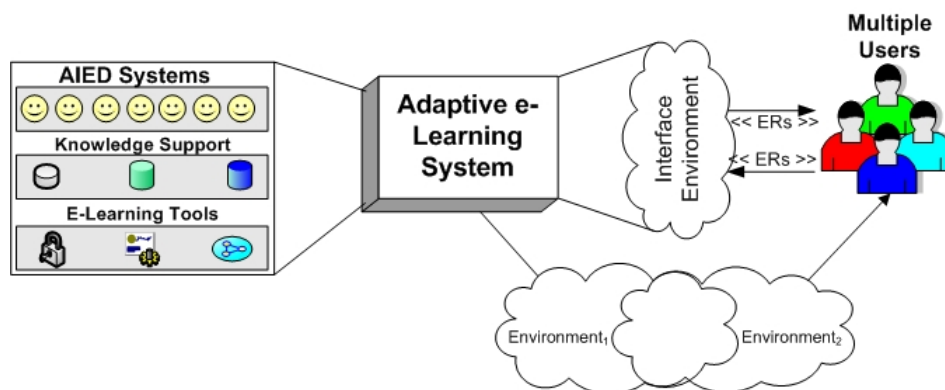 AIED Systems
Knowledge Support
E-Learning Tools
Adaptive e-
Learning
System
Interface
Environment
<< ERs >>
<< ERs >>
Multiple
Users
Environment₁
Environment₂